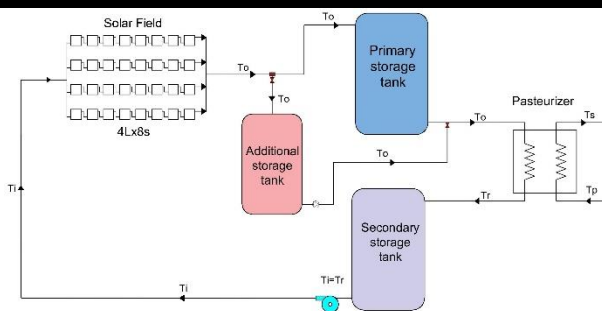 Solar Field
4Lx8s
To
To
To
Primary
storage
tank
Additional
storage
tank
To
To
Pasteurizer
Ts
Tp
Tr
Secondary
storage
tank
Ti=Tr
Ti
Ti